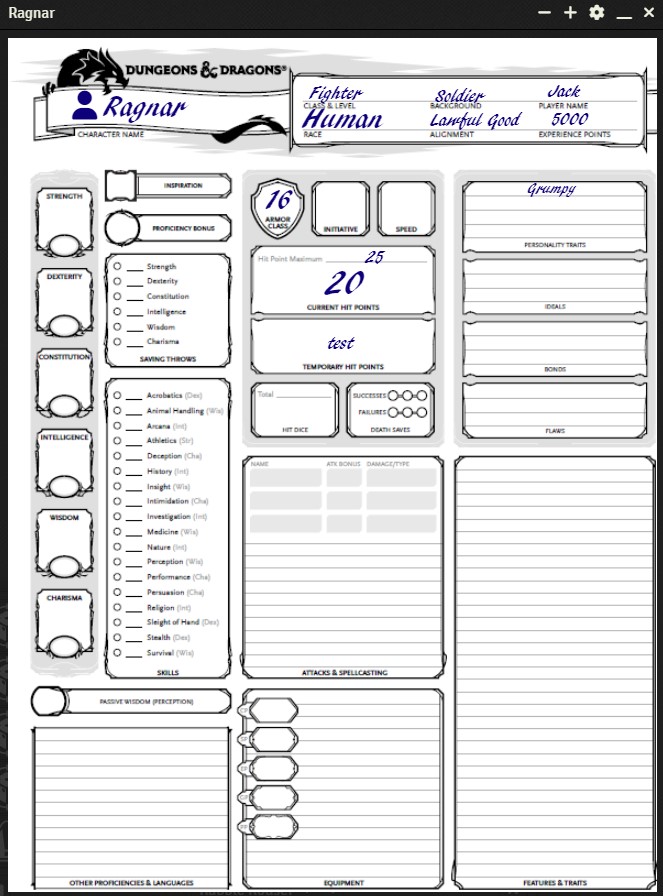 Ragnar
DUNGEONS & DRAGONS®
Ragnar
CHARACTER NAME
Fighter Soldier Jack
CLASS & LEVEL BACKGROUND PLAYER NAME
Human Lawful Good 5000
RACE ALIGNMENT EXPERIENCE POINTS
STRENGTH
DEXTERITY
CONSTITUTION
INTELLIGENCE
WISDOM
CHARISMA
INSPIRATION
PROFICIENCY BONUS
Strength
Dexterity
Constitution
Intelligence
Wisdom
Charisma
SAVING THROWS
Acrobatics (Dex)
Animal Handling (Wis)
Arcana (Int)
Athletics (Str)
Deception (Cha)
History (Int)
Insight (Wis)
Intimidation (Cha)
Investigation (Int)
Medicine (Wis)
Nature (Int)
Perception (Wis)
Performance (Cha)
Persuasion (Cha)
Religion (Int)
Sleight of Hand (Dex)
Stealth (Dex)
Survival (Wis)
SKILLS
PASSIVE WISDOM (PERCEPTION)
OTHER PROFICIENCIES & LANGUAGES
16
ARMOR
CLASS
INITIATIVE
SPEED
Hit Point Maximum 25
20
CURRENT HIT POINTS
test
TEMPORARY HIT POINTS
Total
HIT DICE
SUCCESSES
FAILURES
DEATH SAVES
NAME ATK BONUS DAMAGE/TYPE
ATTACKS & SPELLCASTING
CP
SP
EP
GP
PP
EQUIPMENT
Grumpy
PERSONALITY TRAITS
IDEALS
BONDS
FLAWS
FEATURES & TRAITS